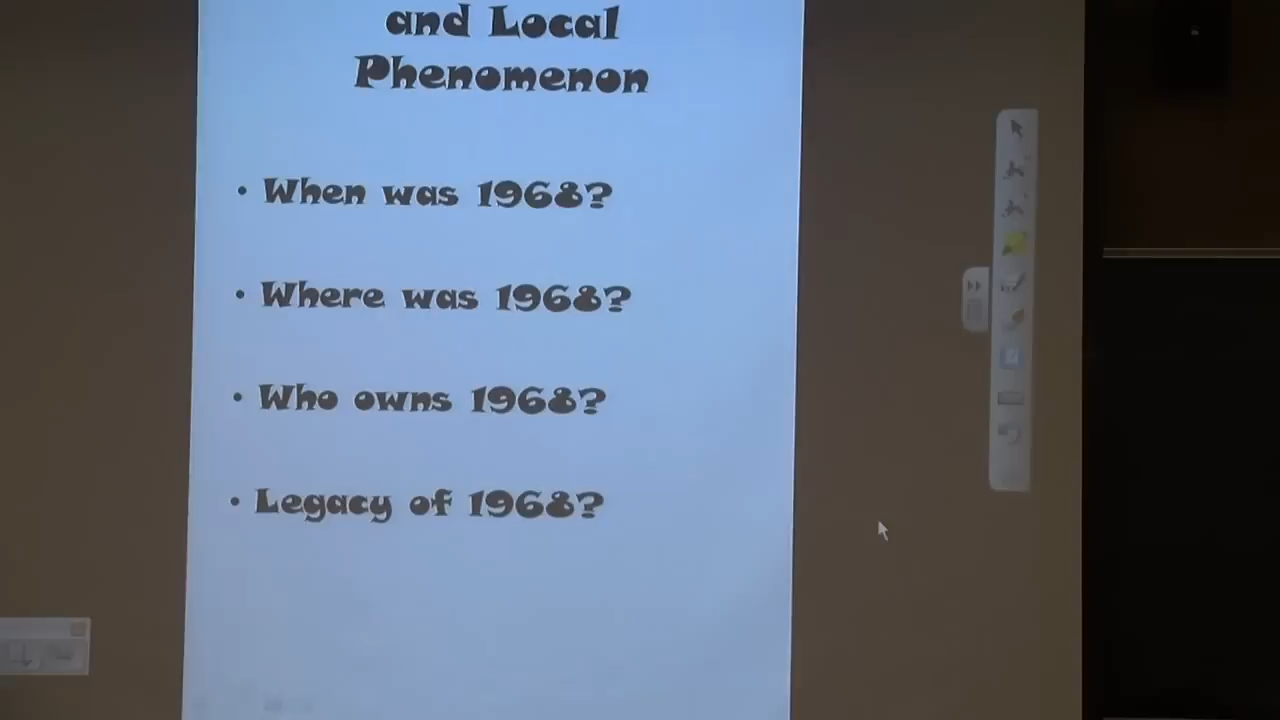 and Local
Phenomenon
• When was 1968?
• Where was 1968?
• Who owns 1968?
• Legacy of 1968?